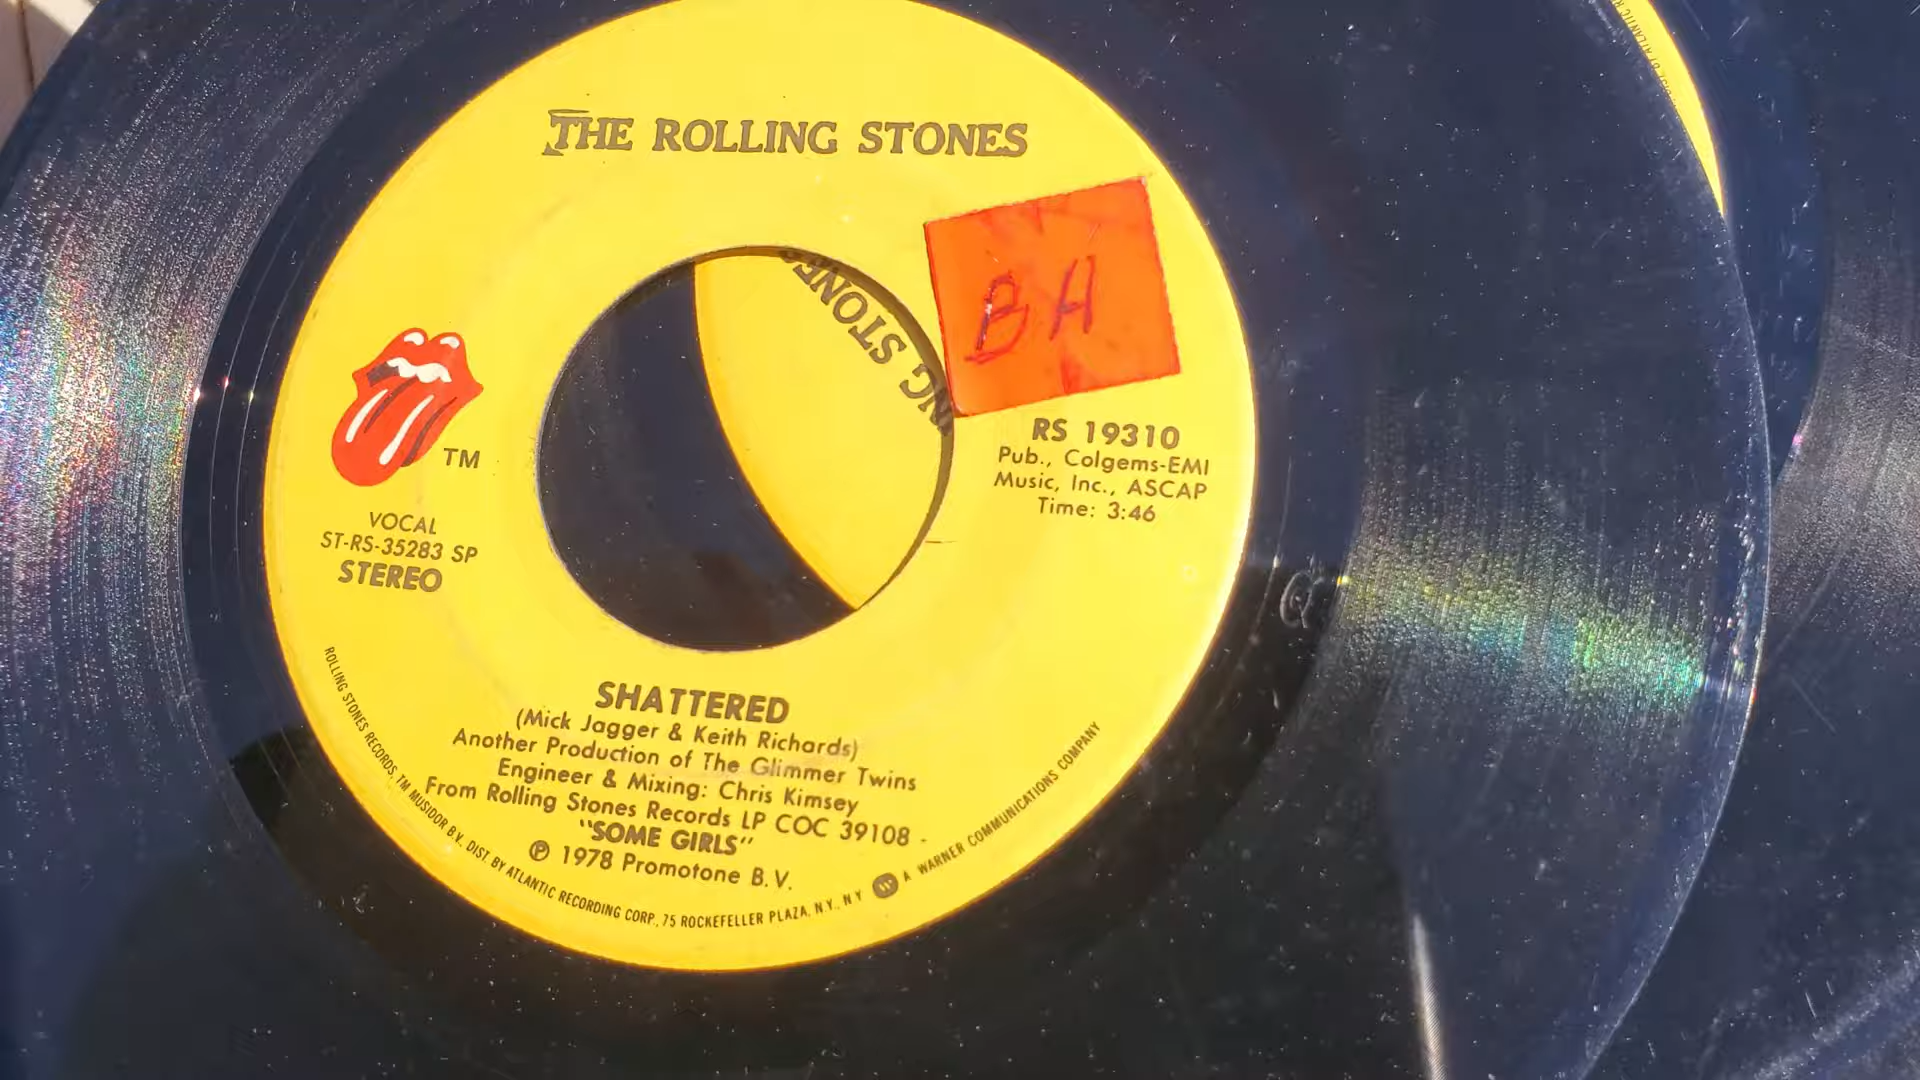 THE ROLLING STONES
BH
TM
RS 19310
Pub., Colgems-EMI
Music, Inc., ASCAP
Time: 3:46
VOCAL
ST-RS-35283 SP
STEREO
NG STONES
SHATTERED
(Mick Jagger & Keith Richards)
Another Production of The Glimmer Twins
Engineer & Mixing: Chris Kimsey
From Rolling Stones Records LP COC 39108 -
"SOME GIRLS"
℗ 1978 Promotone B.V.
ROLLING STONES RECORDS, TM MUSIDOR B.V. DIST. BY ATLANTIC RECORDING CORP., 75 ROCKEFELLER PLAZA, N.Y., N.Y. A WARNER COMMUNICATIONS COMPANY